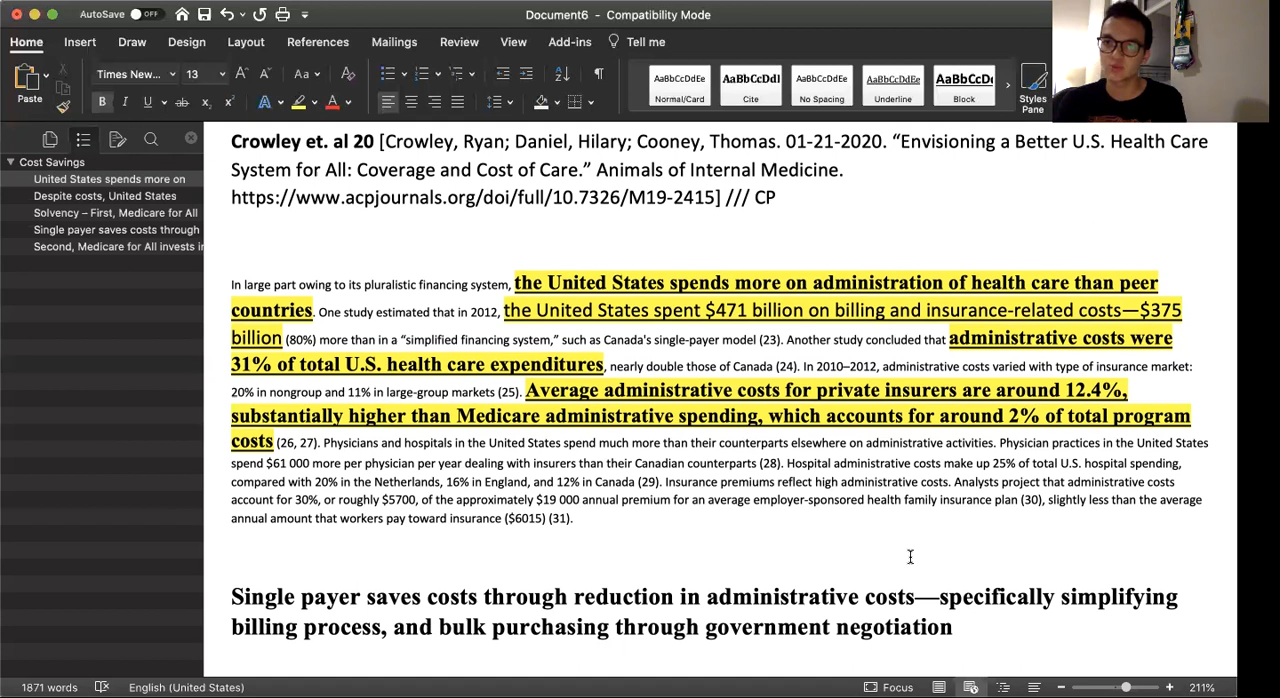 AutoSave OFF Document6 - Compatibility Mode
Home Insert Draw Design Layout References Mailings Review View Add-ins Tell me
Paste Times New... 13 Aa A A
B I U ab x₂ x² A A
AaBbCcDdEe AaBbCcDdI AaBbCcDdEe AaBbCcDdEe AaBbCcDc
Normal/Card Cite No Spacing Underline Block Styles Pane
Cost Savings
United States spends more on
Despite costs, United States
Solvency – First, Medicare for All
Single payer saves costs through
Second, Medicare for All invests i
Crowley et. al 20 [Crowley, Ryan; Daniel, Hilary; Cooney, Thomas. 01-21-2020. “Envisioning a Better U.S. Health Care
System for All: Coverage and Cost of Care.” Animals of Internal Medicine.
https://www.acpjournals.org/doi/full/10.7326/M19-2415] /// CP
In large part owing to its pluralistic financing system, the United States spends more on administration of health care than peer
countries. One study estimated that in 2012, the United States spent $471 billion on billing and insurance-related costs—$375
billion (80%) more than in a “simplified financing system,” such as Canada's single-payer model (23). Another study concluded that administrative costs were
31% of total U.S. health care expenditures, nearly double those of Canada (24). In 2010–2012, administrative costs varied with type of insurance market:
20% in nongroup and 11% in large-group markets (25). Average administrative costs for private insurers are around 12.4%,
substantially higher than Medicare administrative spending, which accounts for around 2% of total program
costs (26, 27). Physicians and hospitals in the United States spend much more than their counterparts elsewhere on administrative activities. Physician practices in the United States
spend $61 000 more per physician per year dealing with insurers than their Canadian counterparts (28). Hospital administrative costs make up 25% of total U.S. hospital spending,
compared with 20% in the Netherlands, 16% in England, and 12% in Canada (29). Insurance premiums reflect high administrative costs. Analysts project that administrative costs
account for 30%, or roughly $5700, of the approximately $19 000 annual premium for an average employer-sponsored health family insurance plan (30), slightly less than the average
annual amount that workers pay toward insurance ($6015) (31).
Single payer saves costs through reduction in administrative costs—specifically simplifying
billing process, and bulk purchasing through government negotiation
1871 words English (United States) Focus 211%